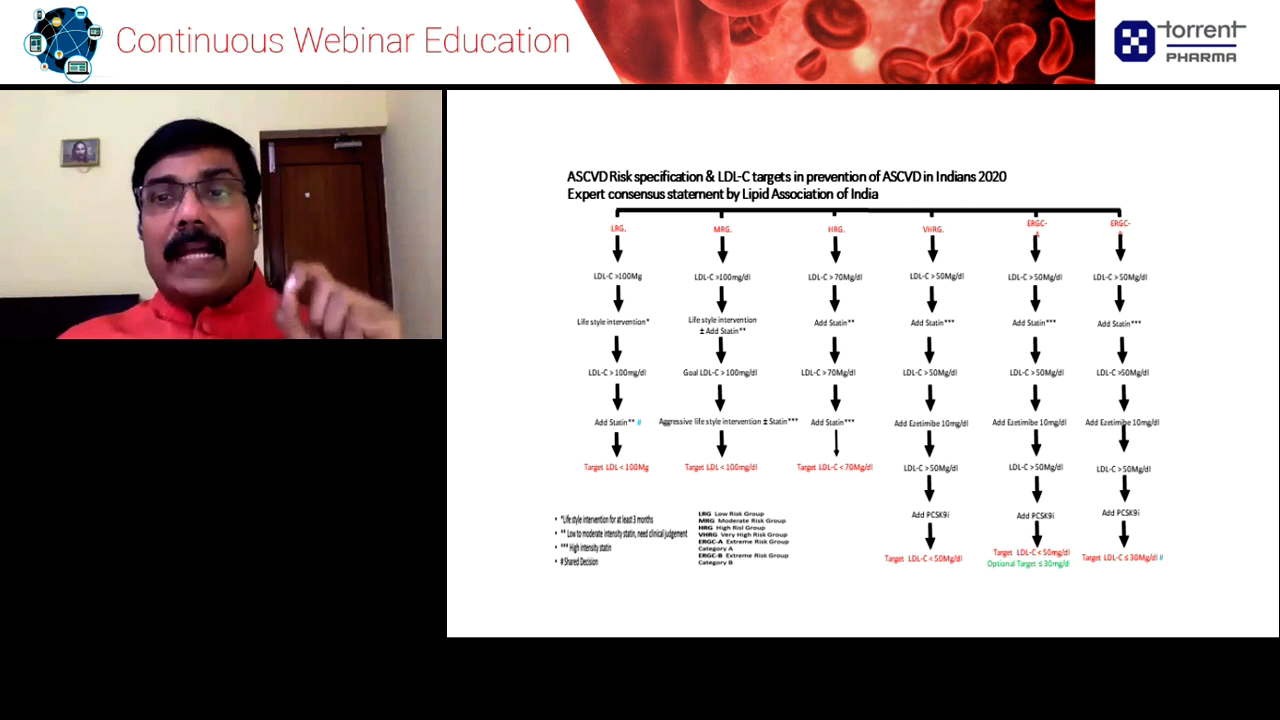 Continuous Webinar Education
torrent
PHARMA
ASCVD Risk specification & LDL-C targets in prevention of ASCVD in Indians 2020
Expert consensus statement by Lipid Association of India
LRG. MRG. HRG. VHRG. ERGC- ERGC-
LDL-C >100Mg LDL-C >100mg/dl LDL-C > 70Mg/dl LDL-C > 50Mg/dl LDL-C > 50Mg/dl LDL-C > 50Mg/dl
Life style intervention* Life style intervention Add Statin** Add Statin*** Add Statin*** Add Statin***
± Add Statin**
LDL-C > 100mg/dl Goal LDL-C > 100mg/dl LDL-C > 70Mg/dl LDL-C > 50Mg/dl LDL-C > 50Mg/dl LDL-C >50Mg/dl
Add Statin** # Aggressive life style intervention ± Statin*** Add Statin*** Add Ezetimibe 10mg/dl Add Ezetimibe 10mg/dl Add Ezetimibe 10mg/dl
Target LDL < 100Mg Target LDL < 100mg/dl Target LDL-C < 70Mg/dl LDL-C > 50Mg/dl LDL-C > 50Mg/dl LDL-C > 50Mg/dl
Add PCSK9i Add PCSK9i Add PCSK9i
Target LDL-C < 50Mg/dl Target LDL-C < 50mg/dl Target LDL-C ≤ 30Mg/dl #
Optional Target ≤ 30mg/dl
• *Life style intervention for at least 3 months
• ** Low to moderate intensity statin, need clinical judgement
• *** High intensity statin
• # Shared Decision
LRG Low Risk Group
MRG Moderate Risk Group
HRG High Risl Group
VHRG Very High Risk Group
ERGC-A Extreme Risk Group
Category A
ERGC-B Extreme Risk Group
Category B